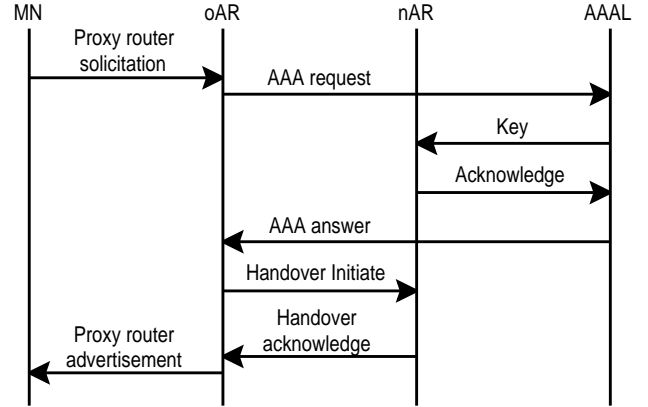 MN
oAR
nAR
AAAL
Proxy router
solicitation
AAA request
Key
Acknowledge
AAA answer
Handover Initiate
Handover
acknowledge
Proxy router
advertisement